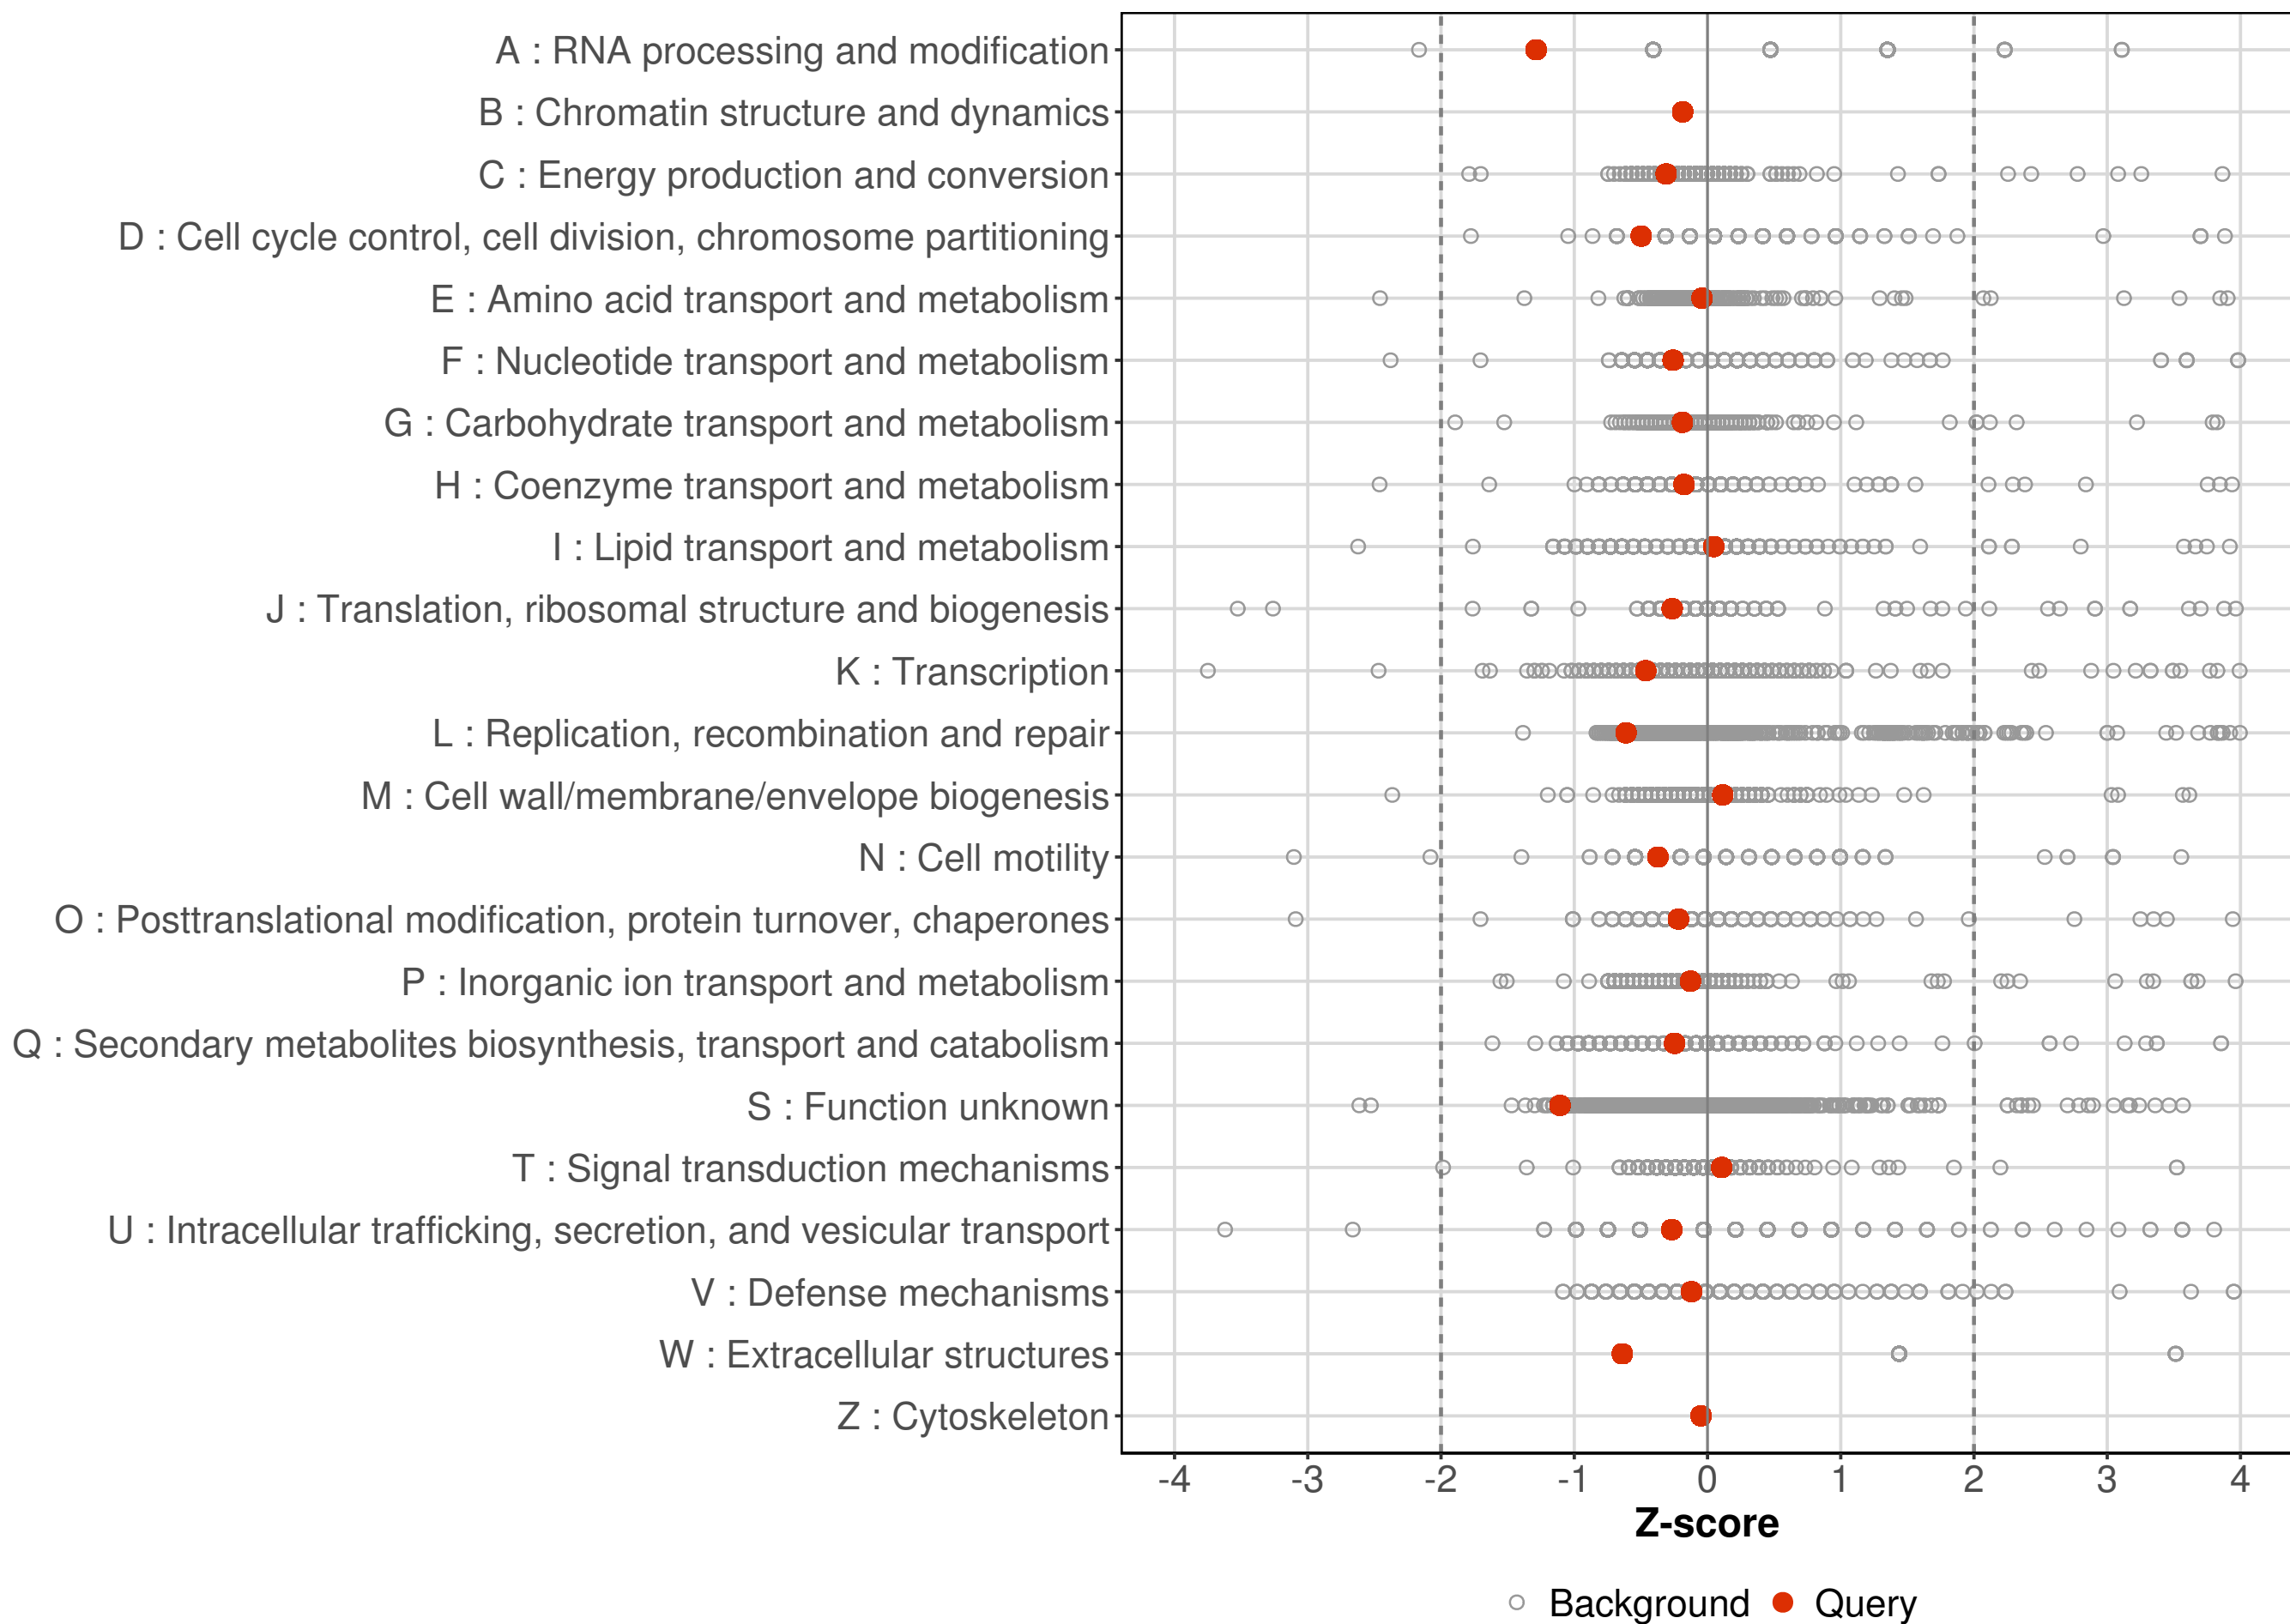 A : RNA processing and modification
B : Chromatin structure and dynamics
C : Energy production and conversion
D : Cell cycle control, cell division, chromosome partitioning
E : Amino acid transport and metabolism
F : Nucleotide transport and metabolism
G : Carbohydrate transport and metabolism
H : Coenzyme transport and metabolism
I : Lipid transport and metabolism
J : Translation, ribosomal structure and biogenesis
K : Transcription
L : Replication, recombination and repair
M : Cell wall/membrane/envelope biogenesis
N : Cell motility
O : Posttranslational modification, protein turnover, chaperones
P : Inorganic ion transport and metabolism
Q : Secondary metabolites biosynthesis, transport and catabolism
S : Function unknown
T : Signal transduction mechanisms
U : Intracellular trafficking, secretion, and vesicular transport
V : Defense mechanisms
W : Extracellular structures
Z : Cytoskeleton
-4 -3 -2 -1 0 1 2 3 4
Z-score
Background Query